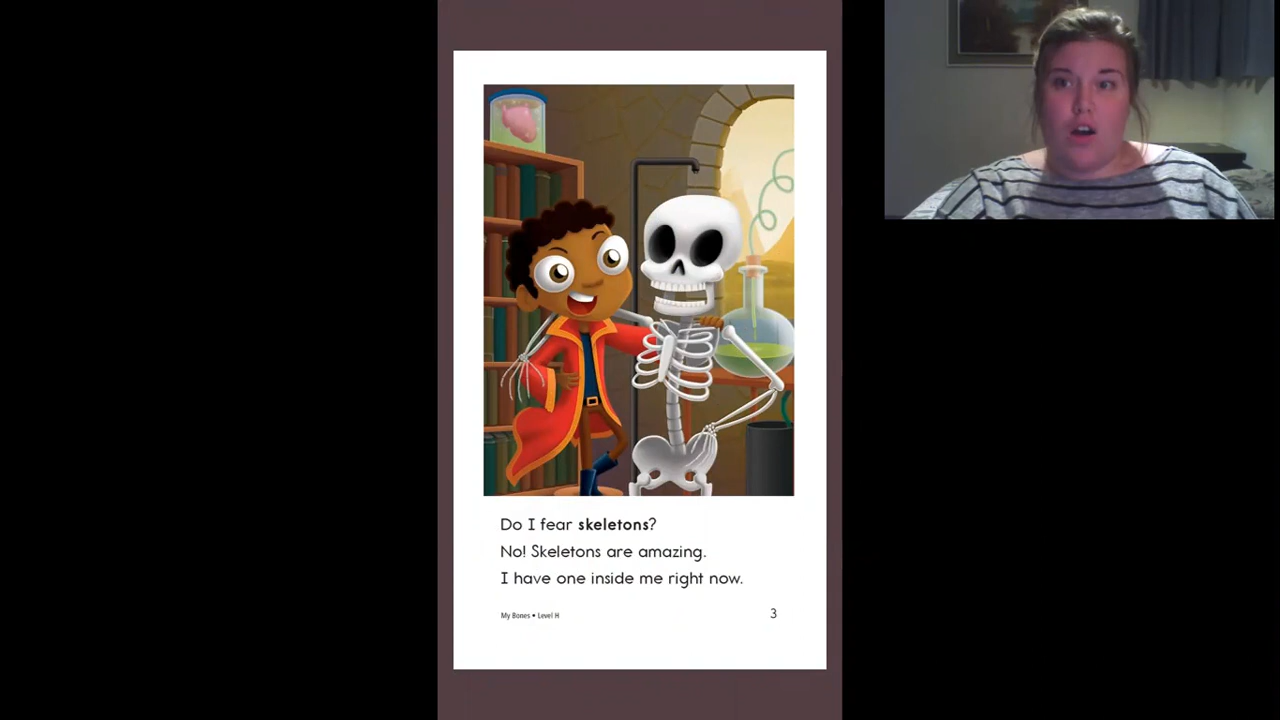 Do I fear skeletons?
No! Skeletons are amazing.
I have one inside me right now.
My Bones • Level H
3